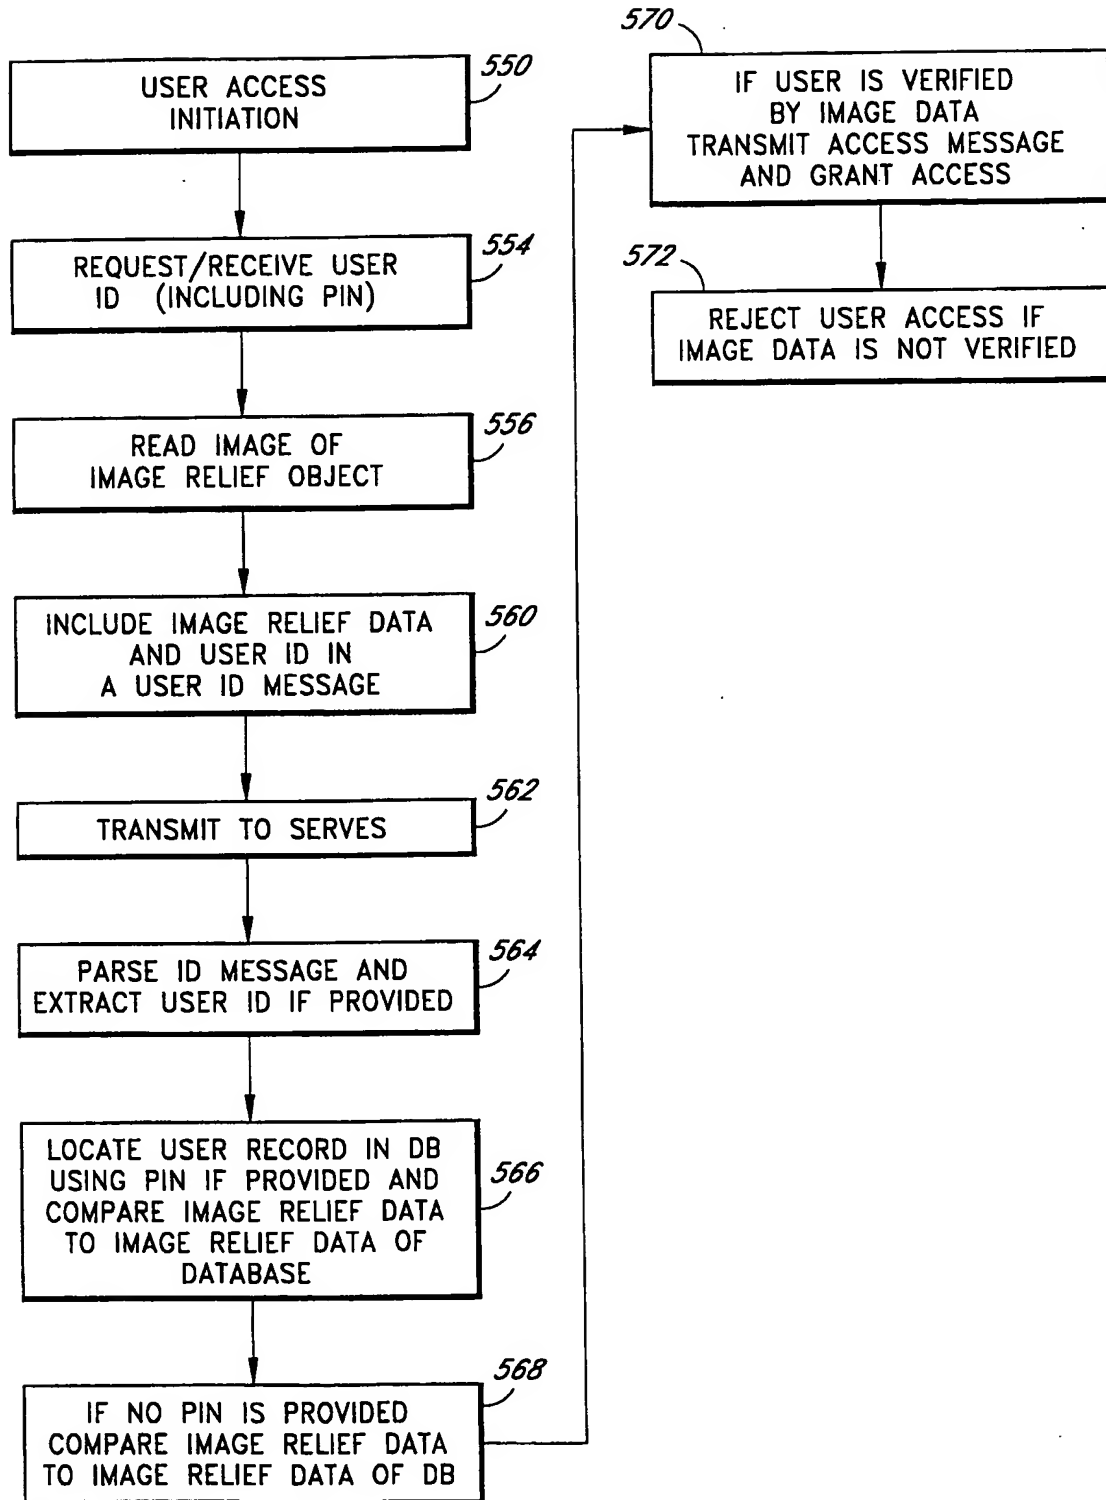 550
USER ACCESS
INITIATION
554
REQUEST/RECEIVE USER
ID (INCLUDING PIN)
556
READ IMAGE OF
IMAGE RELIEF OBJECT
560
INCLUDE IMAGE RELIEF DATA
AND USER ID IN
A USER ID MESSAGE
562
TRANSMIT TO SERVES
564
PARSE ID MESSAGE AND
EXTRACT USER ID IF PROVIDED
566
LOCATE USER RECORD IN DB
USING PIN IF PROVIDED AND
COMPARE IMAGE RELIEF DATA
TO IMAGE RELIEF DATA OF
DATABASE
568
IF NO PIN IS PROVIDED
COMPARE IMAGE RELIEF DATA
TO IMAGE RELIEF DATA OF DB
570
IF USER IS VERIFIED
BY IMAGE DATA
TRANSMIT ACCESS MESSAGE
AND GRANT ACCESS
572
REJECT USER ACCESS IF
IMAGE DATA IS NOT VERIFIED